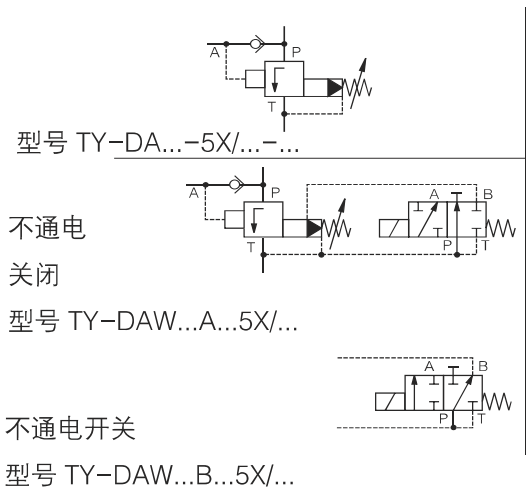 A P
T
型号 TY-DA...-5X/...-...
A P A B
T P T
不通电
关闭
型号 TY-DAW...A...5X/...
A B
P T
不通电开关
型号 TY-DAW...B...5X/...